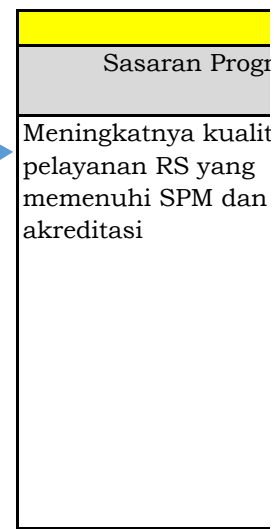 Sasaran Progr
Meningkatnya kualit
pelayanan RS yang
memenuhi SPM dan
akreditasi